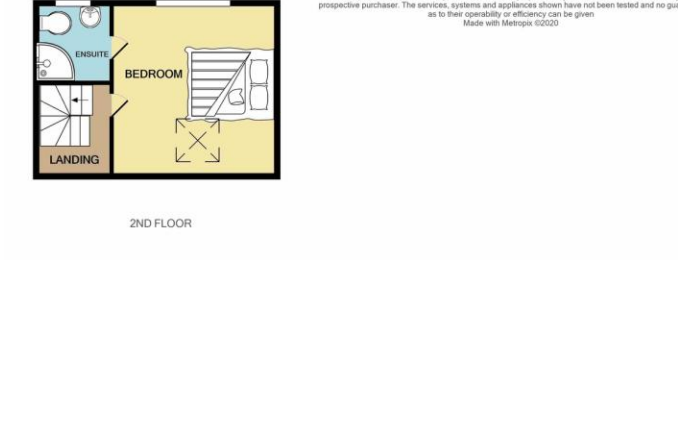 prospective purchaser. The services, systems and appliances shown have not been tested and no
as to their operability or efficiency can be given
Made with Metropix ©2020
ENSUITE
BEDROOM
LANDING
2ND FLOOR